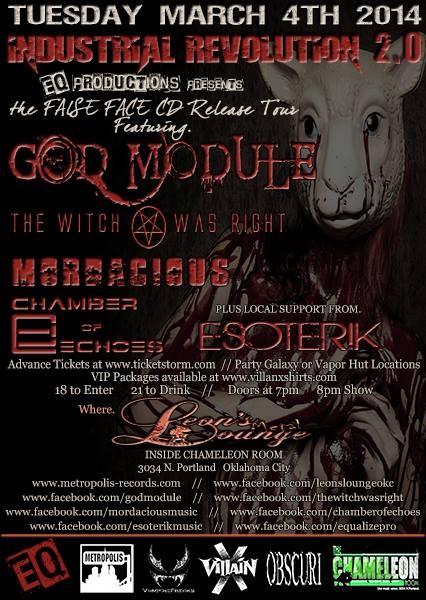 TUESDAY MARCH 4TH 2014
INDUSTRIAL REVOLUTION 2.0
EQ PRODUCTIONS PRESENTS
the FALSE FACE CD Release Tour
Featuring.
GOD MODULE
THE WITCH WAS RIGHT
MORDACIOUS
CHAMBER
OF
ECHOES
PLUS LOCAL SUPPORT FROM.
ESOTERIK
Advance Tickets at www.ticketstorm.com // Party Galaxy or Vapor Hut Locations
VIP Packages available at www.villanxshirts.com
18 to Enter 21 to Drink // Doors at 7pm 8pm Show
Where.
Leon's Metal
Lounge
INSIDE CHAMELEON ROOM
3034 N. Portland Oklahoma City
www.metropolis-records.com // www.facebook.com/leonsloungeokc
www.facebook.com/godmodule // www.facebook.com/thewitchwasright
www.facebook.com/mordaciousmusic // www.facebook.com/chamberofechoes
www.facebook.com/esoterikmusic // www.facebook.com/equalizepro
EQ
METROPOLIS
VAMPIREFREAKS
VILLAIN
OBSCURI
THE CHAMELEON
ROOM